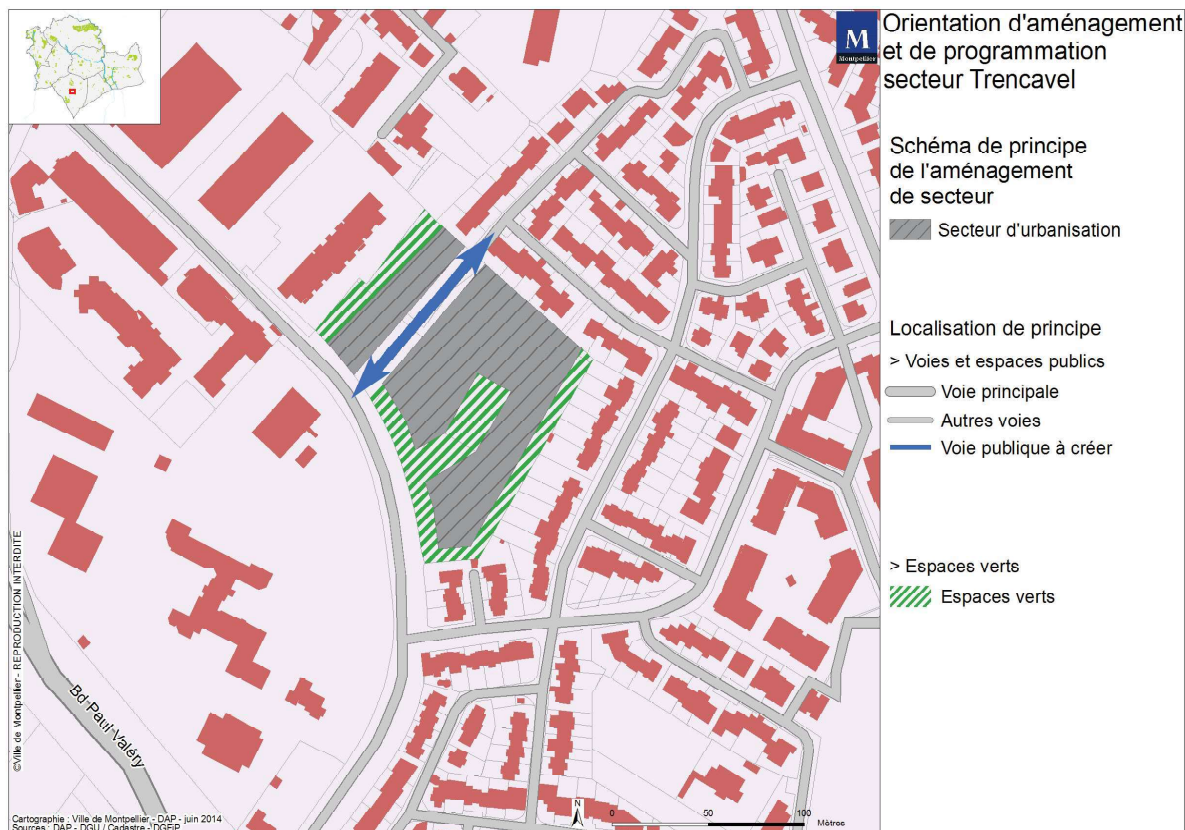 M
Montpellier
Orientation d'aménagement
et de programmation
secteur Trencavel
Schéma de principe
de l'aménagement
de secteur
Secteur d'urbanisation
Localisation de principe
> Voies et espaces publics
Voie principale
Autres voies
Voie publique à créer
> Espaces verts
Espaces verts
Bd Paul Valéry
©Ville de Montpellier - REPRODUCTION INTERDITE
Cartographie : Ville de Montpellier - DAP - juin 2014
Sources : DAP - DGU / Cadastre - DGFiP
N
0 50 100
Mètres